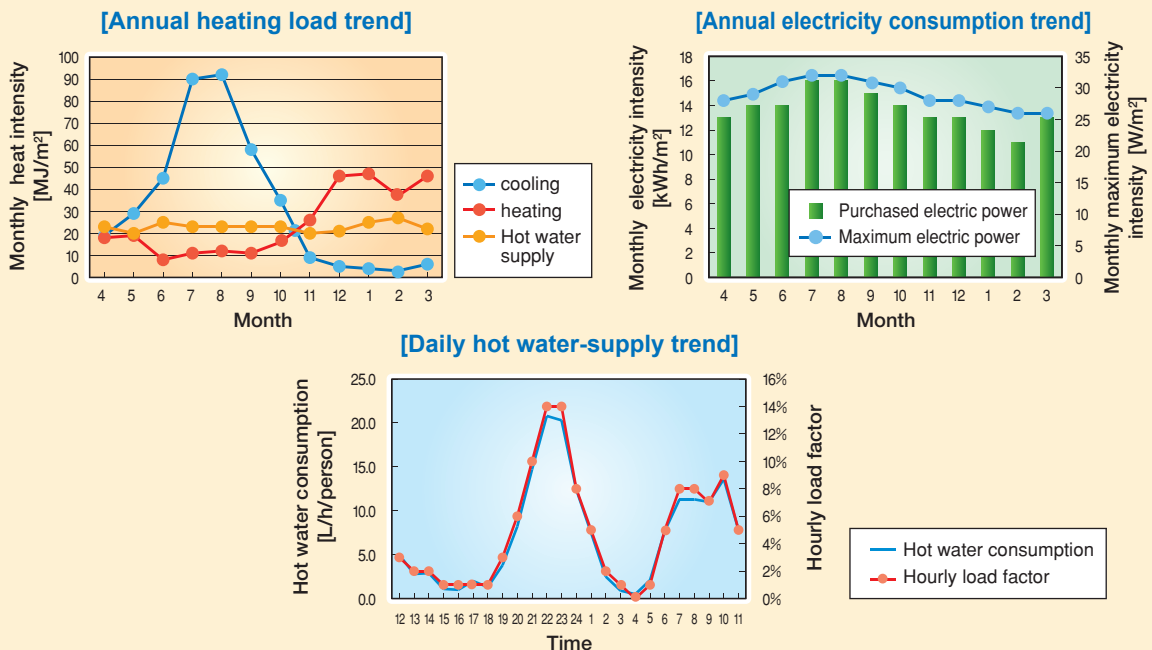 [Annual heating load trend]
Monthly heat intensity
[MJ/m²]
100
90
80
70
60
50
40
30
20
10
0
4 5 6 7 8 9 10 11 12 1 2 3
Month
cooling
heating
Hot water
supply
[Annual electricity consumption trend]
Monthly electricity intensity
[kWh/m²]
18
16
14
12
10
8
6
4
2
0
Purchased electric power
Maximum electric power
35
30
25
20
15
10
5
0
Monthly maximum electricity
intensity [W/m²]
4 5 6 7 8 9 10 11 12 1 2 3
Month
[Daily hot water-supply trend]
Hot water consumption
[L/h/person]
25.0
20.0
15.0
10.0
5.0
0.0
16%
14%
12%
10%
8%
6%
4%
2%
0%
Hourly load factor
12 13 14 15 16 17 18 19 20 21 22 23 24 1 2 3 4 5 6 7 8 9 10 11
Time
Hot water consumption
Hourly load factor